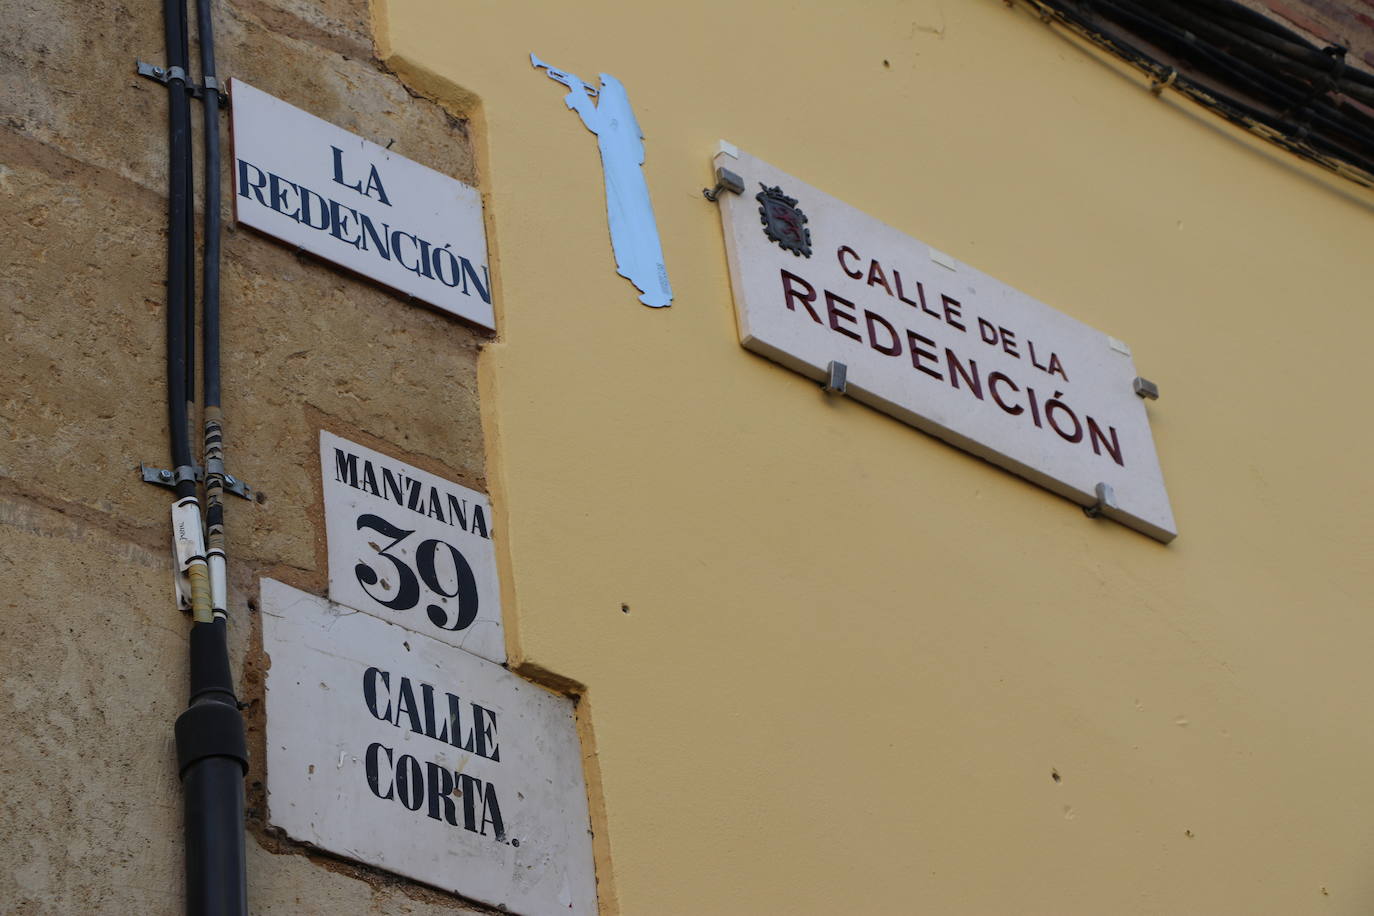 LA
REDENCIÓN
CALLE DE LA
REDENCIÓN
MANZANA
39
CALLE
CORTA.